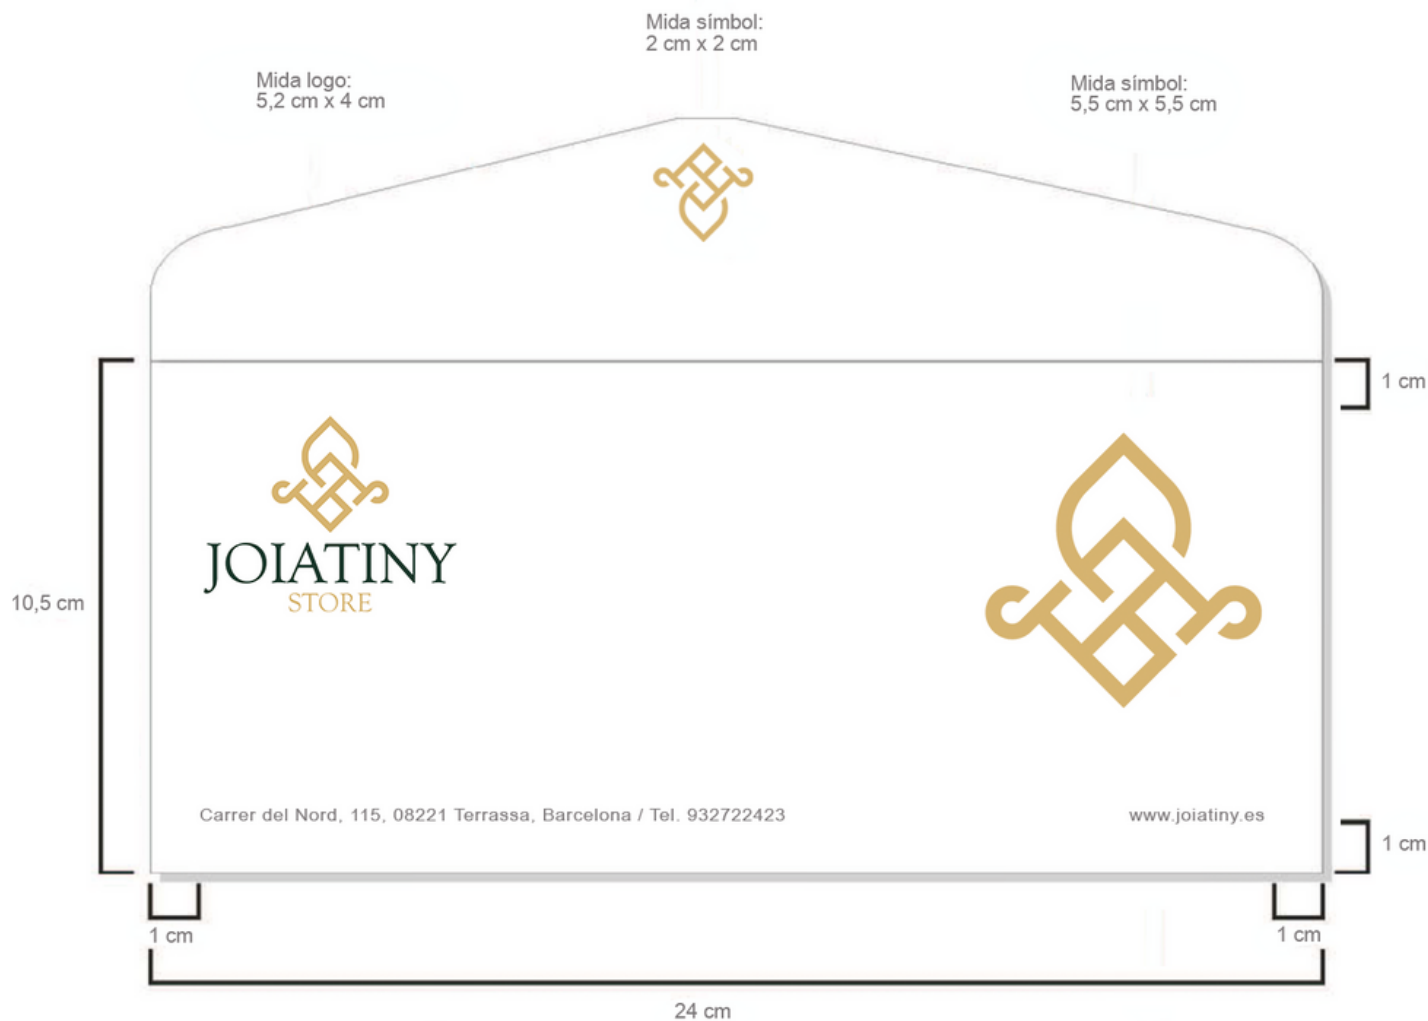 Mida símbol:
2 cm x 2 cm
Mida logo:
5,2 cm x 4 cm
Mida símbol:
5,5 cm x 5,5 cm
1 cm
JOIATINY
STORE
10,5 cm
Carrer del Nord, 115, 08221 Terrassa, Barcelona / Tel. 932722423
www.joiatiny.es
1 cm
1 cm
1 cm
24 cm